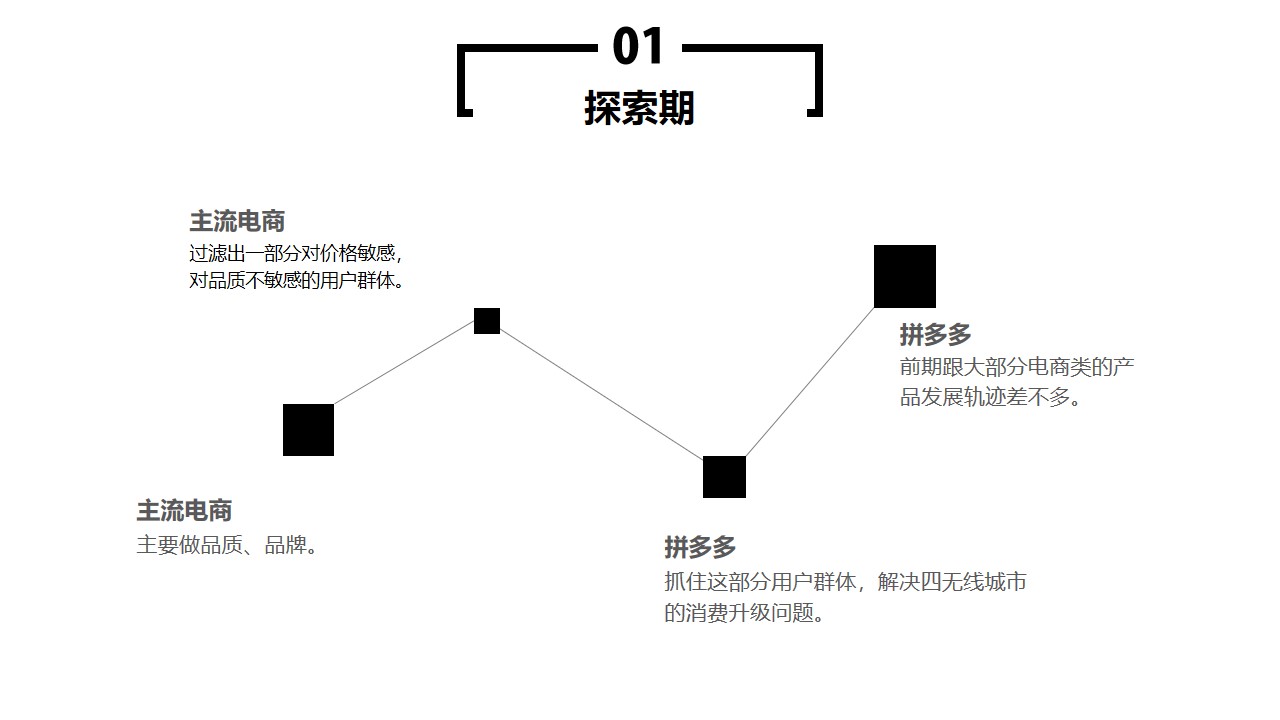 01
探索期
主流电商
过滤出一部分对价格敏感，
对品质不敏感的用户群体。
拼多多
前期跟大部分电商类的产
品发展轨迹差不多。
主流电商
主要做品质、品牌。
拼多多
抓住这部分用户群体，解决四无线城市
的消费升级问题。